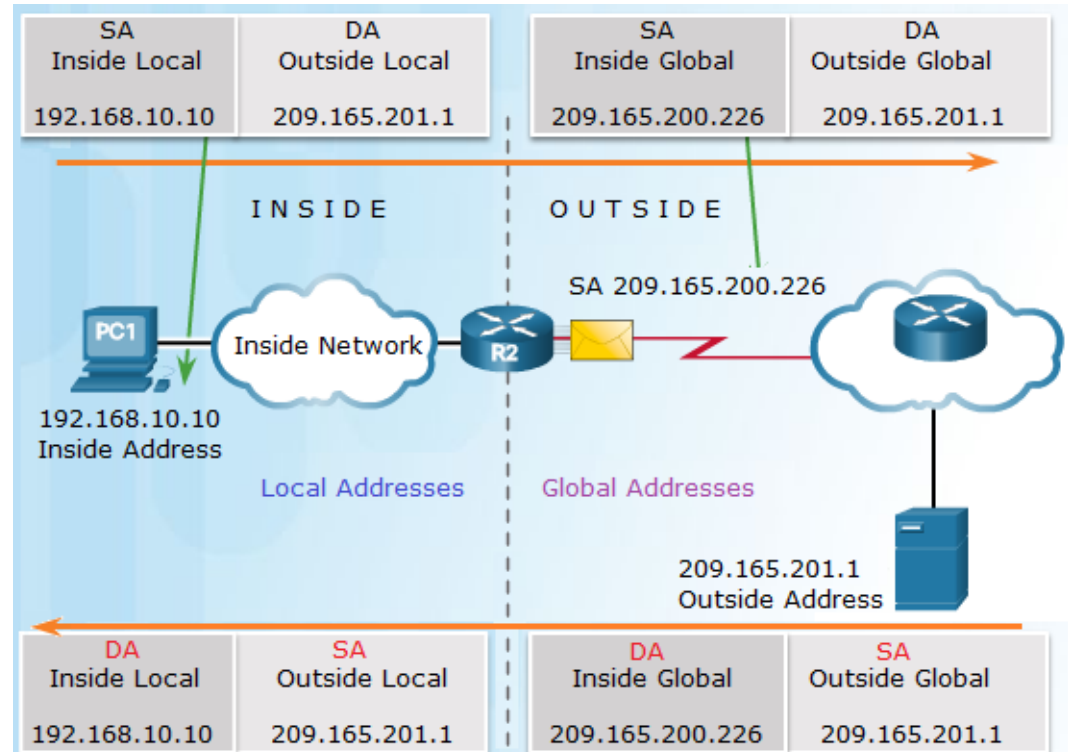 SA DA SA DA
Inside Local Outside Local Inside Global Outside Global
192.168.10.10 209.165.201.1 209.165.200.226 209.165.201.1
INSIDE OUTSIDE
SA 209.165.200.226
PC1
Inside Network
R2
192.168.10.10
Inside Address
Local Addresses Global Addresses
209.165.201.1
Outside Address
DA SA DA SA
Inside Local Outside Local Inside Global Outside Global
192.168.10.10 209.165.201.1 209.165.200.226 209.165.201.1